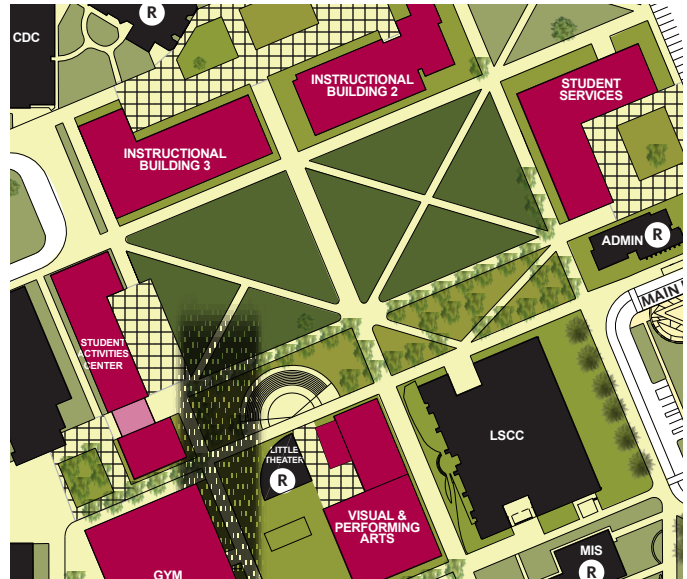 R
CDC
INSTRUCTIONAL
BUILDING 2
STUDENT
SERVICES
INSTRUCTIONAL
BUILDING 3
ADMIN
R
MAIN
STUDENT
ACTIVITIES
CENTER
LSCC
LITTLE
THEATER
R
VISUAL &
PERFORMING
ARTS
MIS
R
GYM